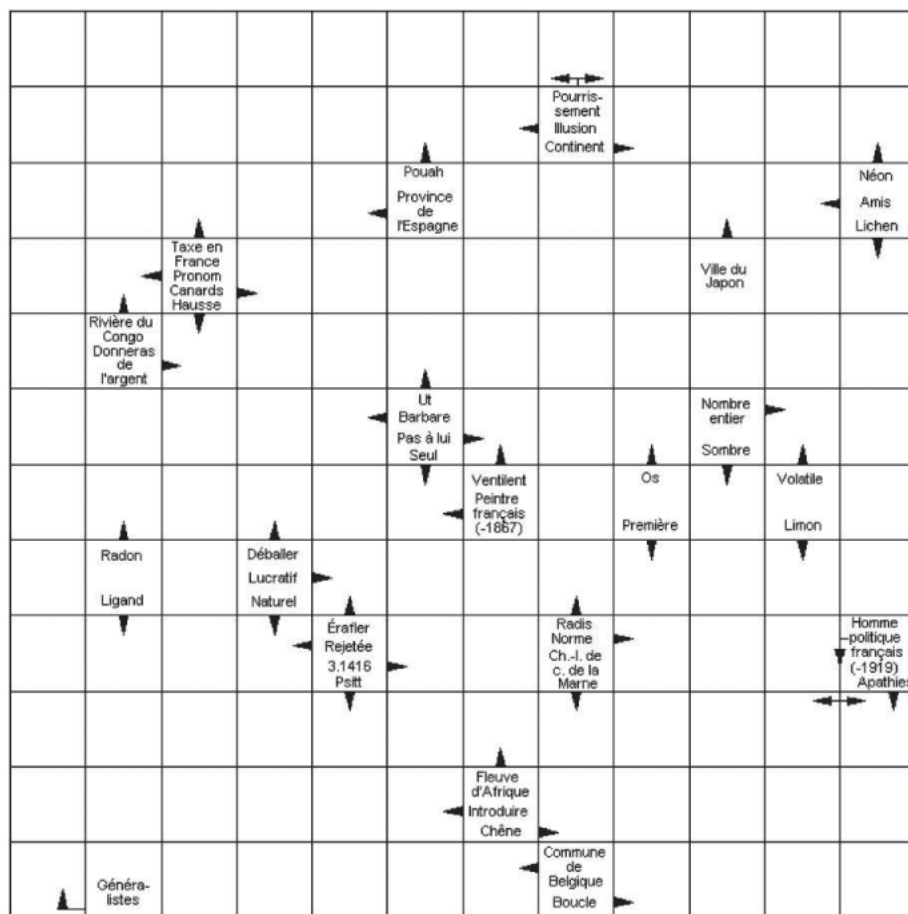 Pourris-
sement
Illusion
Continent
Pouah
Province
de
l'Espagne
Néon
Amis
Lichen
Taxe en
France
Pronom
Canards
Hausse
Ville du
Japon
Rivière du
Congo
Donneras
de
l'argent
Ut
Barbare
Pas à lui
Seul
Nombre
entier
Sombre
Ventilent
Peintre
français
(-1867)
Os
Première
Volatile
Limon
Radon
Ligand
Déballer
Lucratif
Naturel
Érafler
Rejetée
3.1416
Psitt
Radis
Norme
Ch.-l. de
c. de la
Marne
Homme
politique
français
(-1919)
Apathies
Fleuve
d'Afrique
Introduire
Chêne
Généra-
listes
Commune
de
Belgique
Boucle